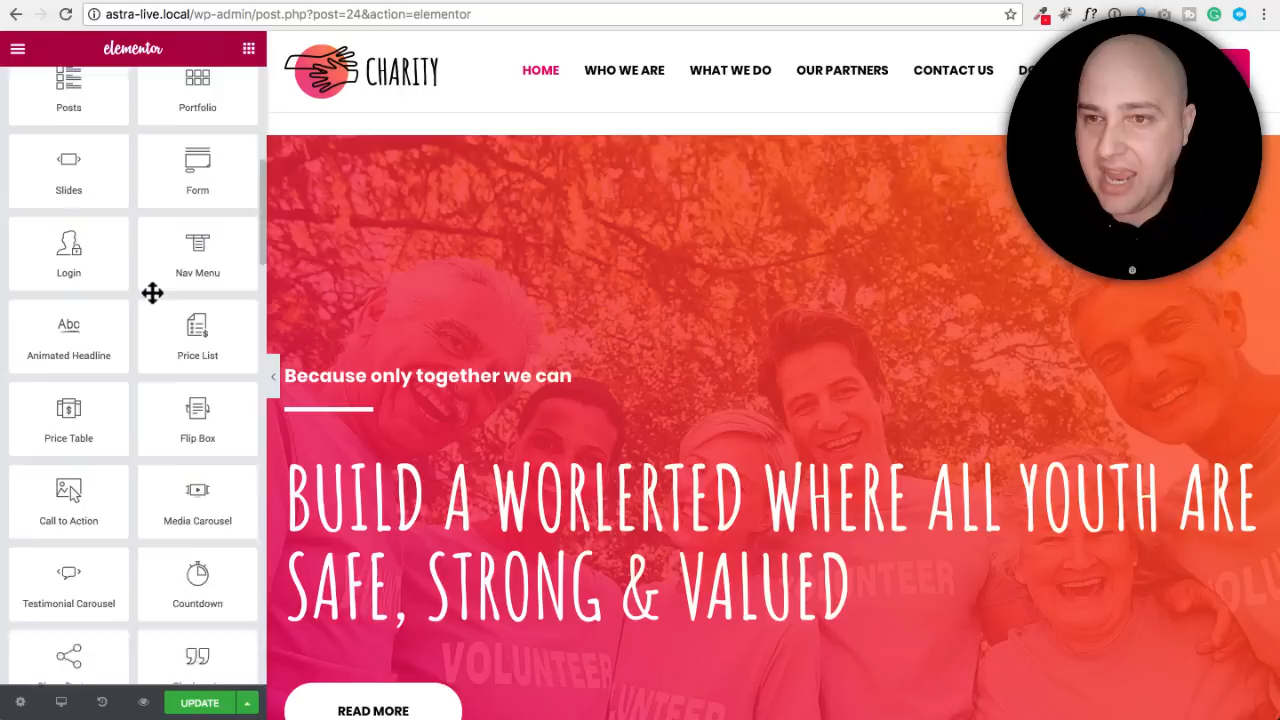 astra-live.local/wp-admin/post.php?post=24&action=elementor
elementor
CHARITY
HOME
WHO WE ARE
WHAT WE DO
OUR PARTNERS
CONTACT US
Posts
Portfolio
Slides
Form
Login
Nav Menu
Abc
Animated Headline
Price List
Price Table
Flip Box
Call to Action
Media Carousel
Testimonial Carousel
Countdown
UPDATE
Because only together we can
BUILD A WORLERTED WHERE ALL YOUTH ARE
SAFE, STRONG & VALUED
VOLUNTEER
VOLUNTEER
READ MORE